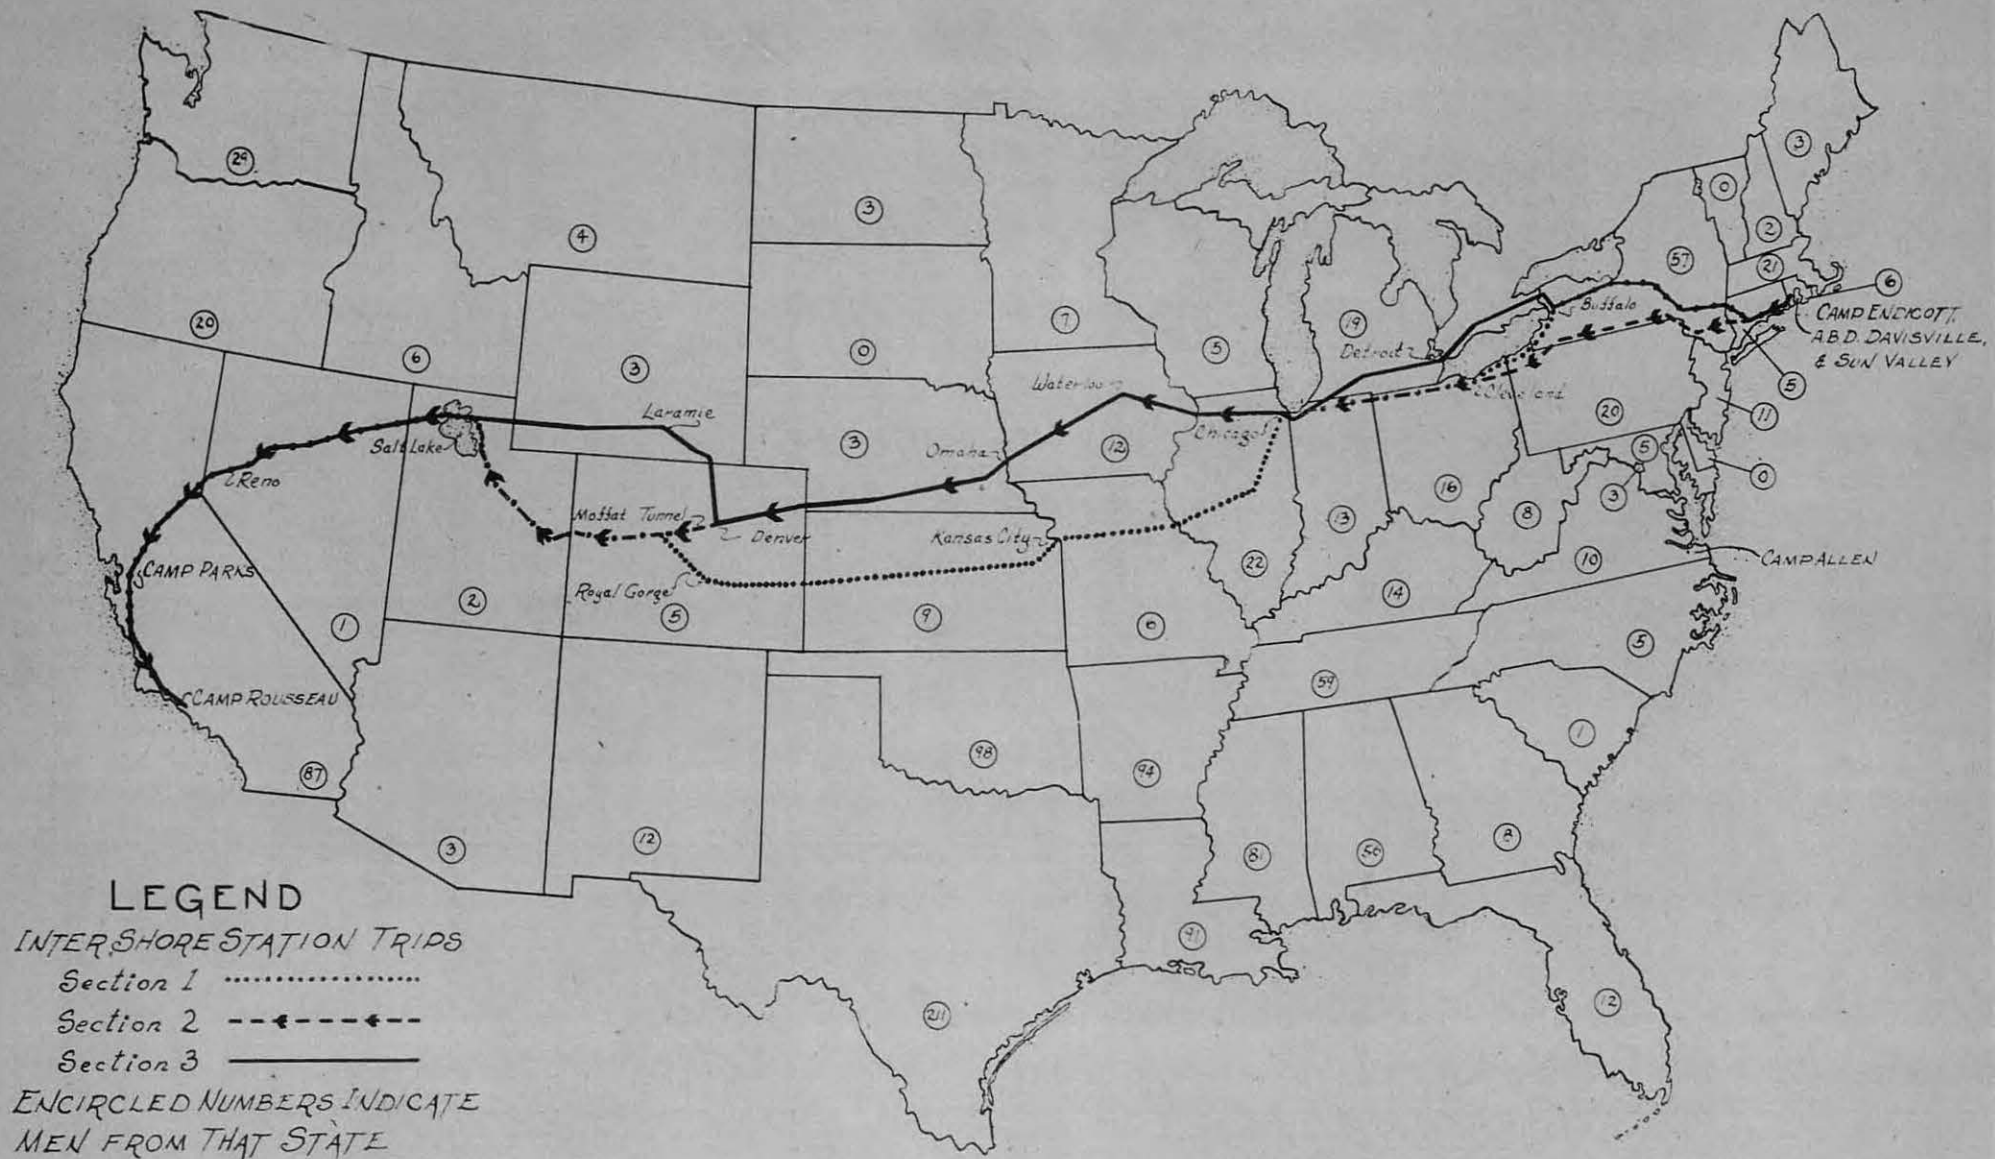 29
4
3
3
0
2
57
21
6
20
6
3
0
7
5
19
Buffalo
CAMP ENDICOTT,
A.B.D. DAVISVILLE,
& SUN VALLEY
Detroit
5
Cleveland
Waterloo
Laramie
Salt Lake
Omaha
Chicago
3
12
20
11
5
0
3
Reno
16
13
8
Moffat Tunnel
Denver
Kansas City
CAMP PARKS
Royal Gorge
2
1
5
9
22
14
10
CAMP ALLEN
CAMP ROUSSEAU
5
59
1
87
98
94
3
12
81
8
91
12
211
LEGEND
INTER SHORE STATION TRIPS
Section 1
Section 2
Section 3
ENCIRCLED NUMBERS INDICATE
MEN FROM THAT STATE